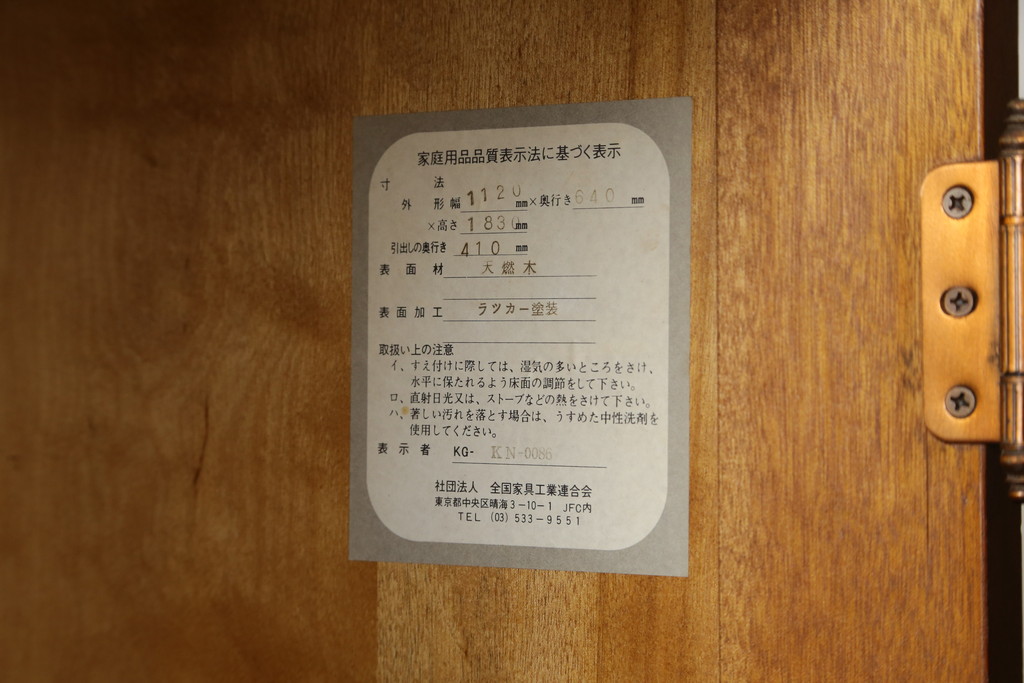 家庭用品品質表示法に基づく表示
寸法
外形幅 1120 mm×奥行き 640 mm
×高さ 1830 mm
引出しの奥行き 410 mm
表面材 天燃木
表面加工 ラツカー塗装
取扱い上の注意
イ、すえ付けに際しては、湿気の多いところをさけ、
水平に保たれるよう床面の調節をして下さい。
ロ、直射日光又は、ストーブなどの熱をさけて下さい。
ハ、著しい汚れを落とす場合は、うすめた中性洗剤を
使用してください。
表示者 KG- KN-0086
社団法人 全国家具工業連合会
東京都中央区晴海3-10-1 JFC内
TEL (03) 533-9551